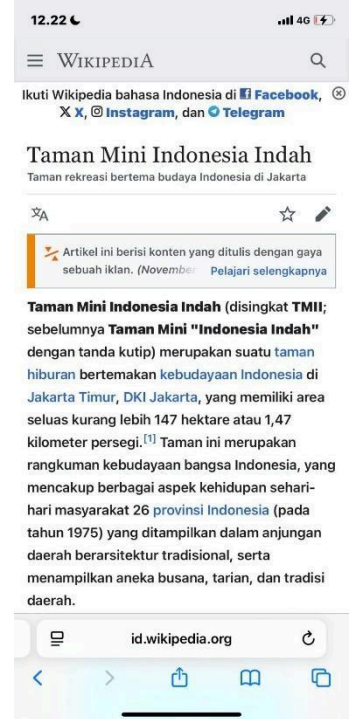 12.22
4G
WIKIPEDIA
Ikuti Wikipedia bahasa Indonesia di Facebook,
X, Instagram, dan Telegram
Taman Mini Indonesia Indah
Taman rekreasi bertema budaya Indonesia di Jakarta
Artikel ini berisi konten yang ditulis dengan gaya
sebuah iklan. (November Pelajari selengkapnya
Taman Mini Indonesia Indah (disingkat TMII;
sebelumnya Taman Mini "Indonesia Indah"
dengan tanda kutip) merupakan suatu taman
hiburan bertemakan kebudayaan Indonesia di
Jakarta Timur, DKI Jakarta, yang memiliki area
seluas kurang lebih 147 hektare atau 1,47
kilometer persegi.[1] Taman ini merupakan
rangkuman kebudayaan bangsa Indonesia, yang
mencakup berbagai aspek kehidupan sehari-
hari masyarakat 26 provinsi Indonesia (pada
tahun 1975) yang ditampilkan dalam anjungan
daerah berarsitektur tradisional, serta
menampilkan aneka busana, tarian, dan tradisi
daerah.
id.wikipedia.org